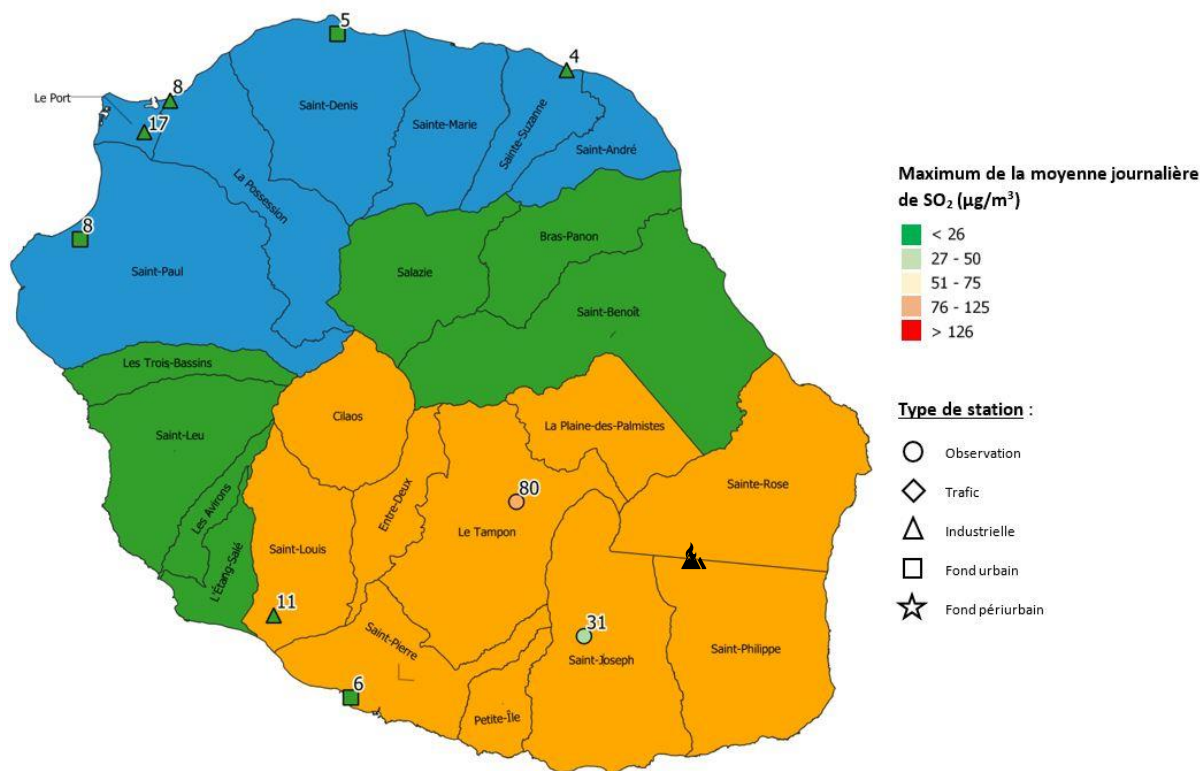 5
4
8
Le Port
17
Saint-Denis
Sainte-Marie
Sainte-Suzanne
Saint-André
La Possession
8
Saint-Paul
Salazie
Bras-Panon
Saint-Benoît
Les Trois-Bassins
Cilaos
La Plaine-des-Palmistes
Saint-Leu
Les Avirons
Entre-Deux
80
Sainte-Rose
Le Tampon
Saint-Louis
L'Étang-Salé
11
Saint-Pierre
31
Saint-Joseph
Saint-Philippe
6
Petite-Île
Maximum de la moyenne journalière
de SO₂ (µg/m³)
< 26
27 - 50
51 - 75
76 - 125
> 126
Type de station :
Observation
Trafic
Industrielle
Fond urbain
Fond périurbain